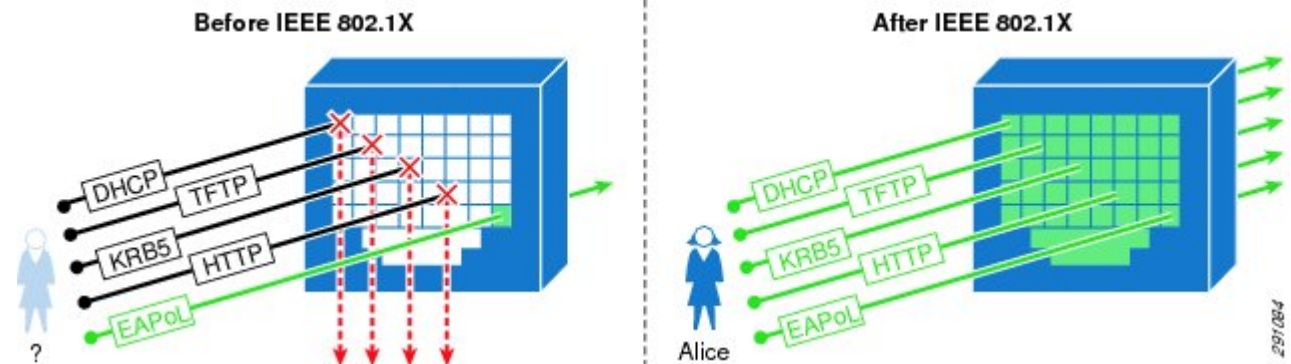 Before IEEE 802.1X
DHCP
TFTP
KRB5
HTTP
EAPoL
?
After IEEE 802.1X
DHCP
TFTP
KRB5
HTTP
EAPoL
Alice
291084